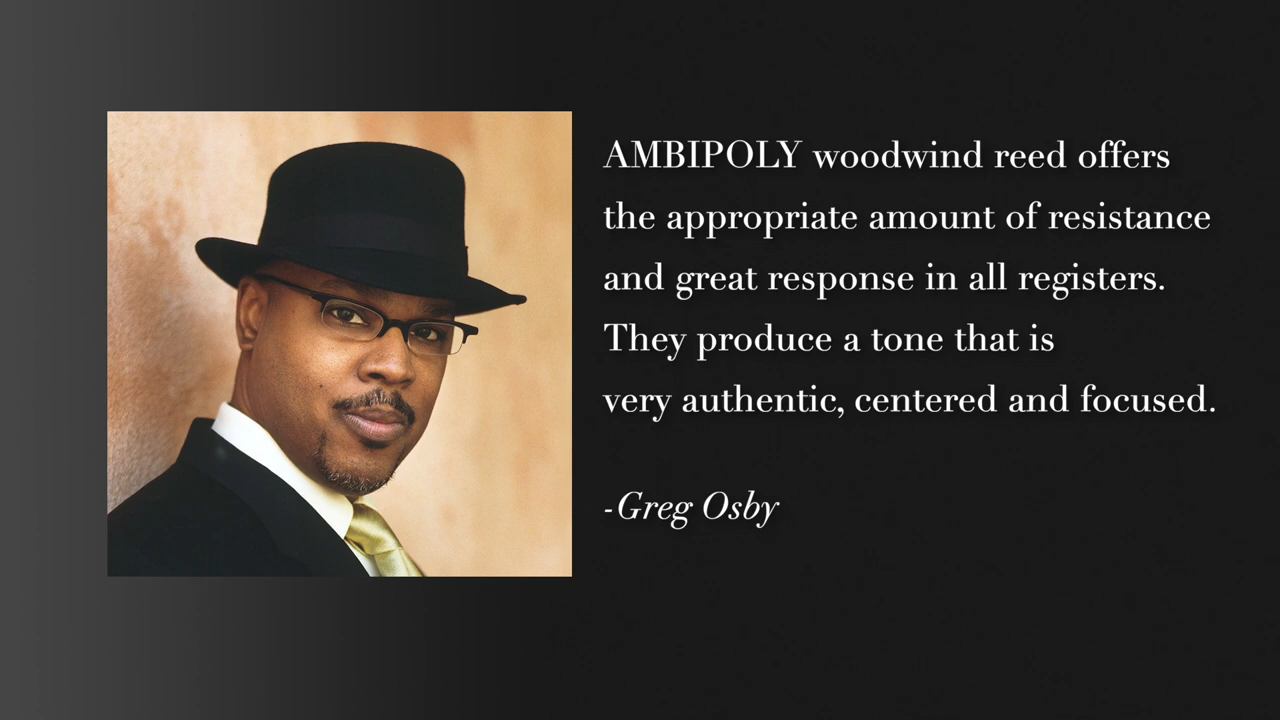 AMBIPOLY woodwind reed offers
the appropriate amount of resistance
and great response in all registers.
They produce a tone that is
very authentic, centered and focused.
-Greg Osby